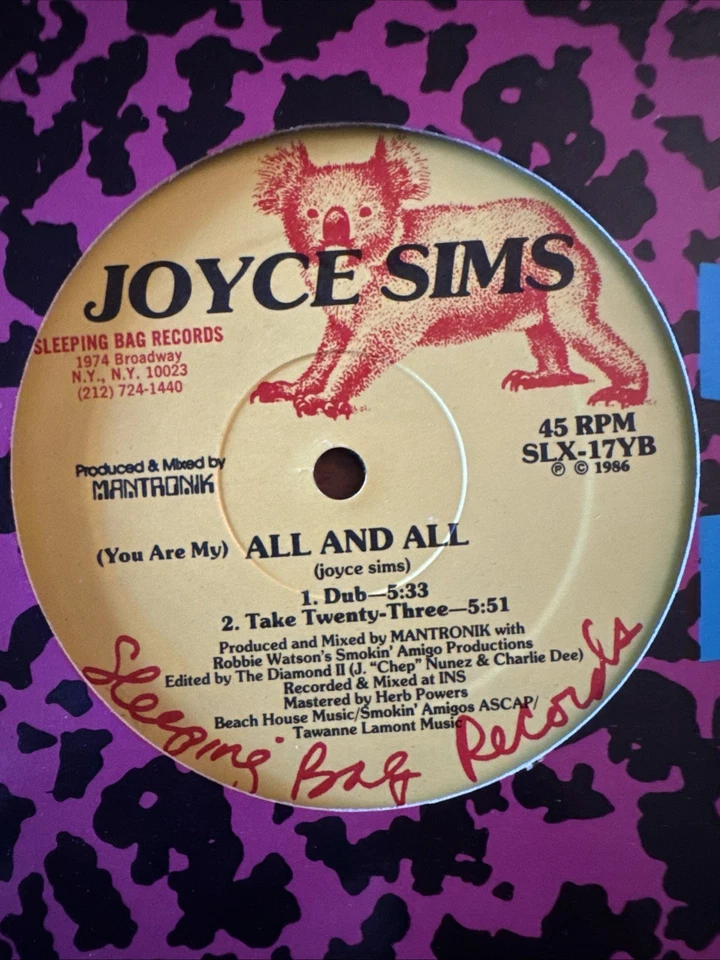 JOYCE SIMS
SLEEPING BAG RECORDS
1974 Broadway
N.Y., N.Y. 10023
(212) 724-1440
45 RPM
SLX-17YB
Ⓟ © 1986
Produced & Mixed by
MANTRONIK
(You Are My) ALL AND ALL
(joyce sims)
1. Dub—5:33
2. Take Twenty-Three—5:51
Produced and Mixed by MANTRONIK with
Robbie Watson's Smokin' Amigo Productions
Edited by The Diamond II (J. "Chep" Nunez & Charlie Dee)
Recorded & Mixed at INS
Mastered by Herb Powers
Beach House Music/Smokin' Amigos ASCAP/
Tawanne Lamont Music
Sleeping Bag Records